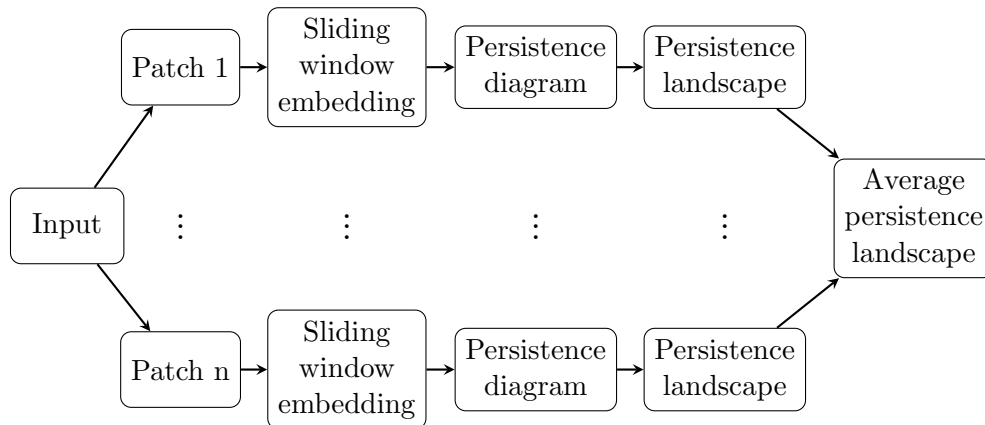 Patch 1
Sliding
window
embedding
Persistence
diagram
Persistence
landscape
Input
⋮
⋮
⋮
⋮
Average
persistence
landscape
Patch n
Sliding
window
embedding
Persistence
diagram
Persistence
landscape